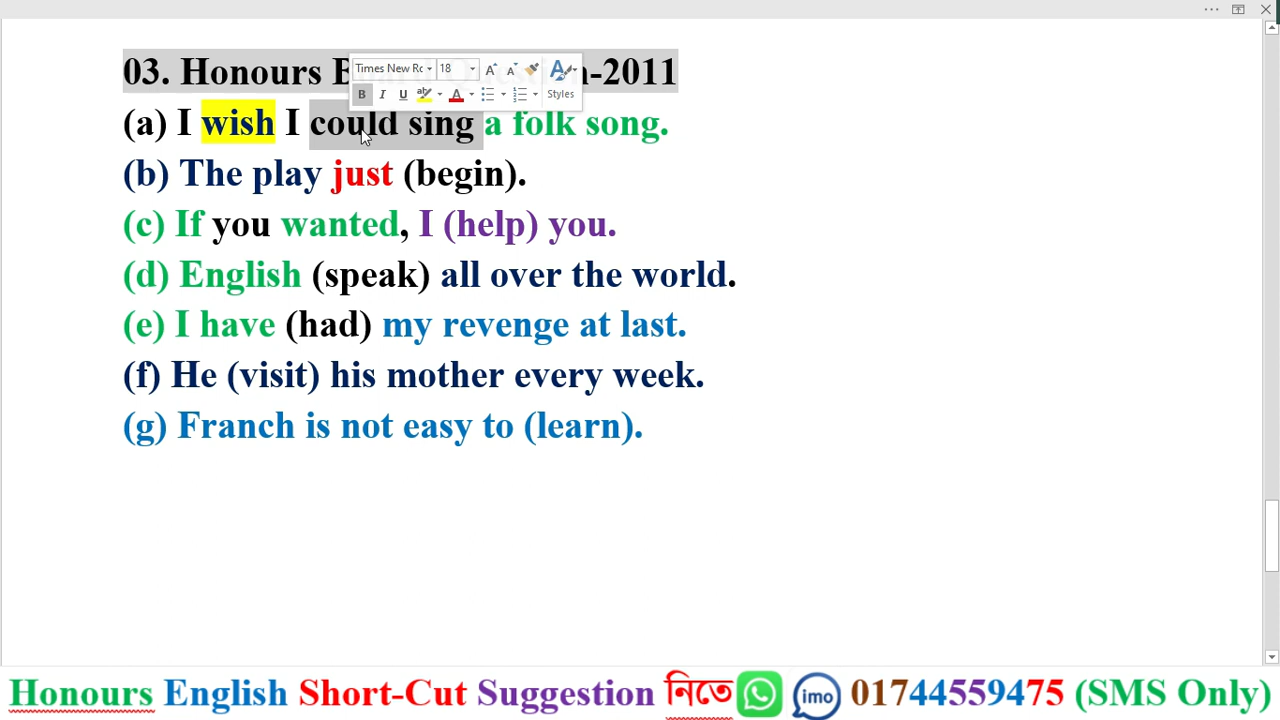 03. Honours B -2011
Times New Ro 18
B I U Styles
(a) I wish I could sing a folk song.
(b) The play just (begin).
(c) If you wanted, I (help) you.
(d) English (speak) all over the world.
(e) I have (had) my revenge at last.
(f) He (visit) his mother every week.
(g) Franch is not easy to (learn).
Honours English Short-Cut Suggestion নিতে imo 01744559475 (SMS Only)